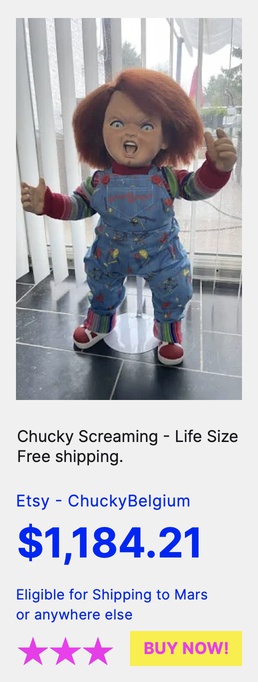 Chucky Screaming - Life Size
Free shipping.
Etsy - ChuckyBelgium
$1,184.21
Eligible for Shipping to Mars
or anywhere else
BUY NOW!